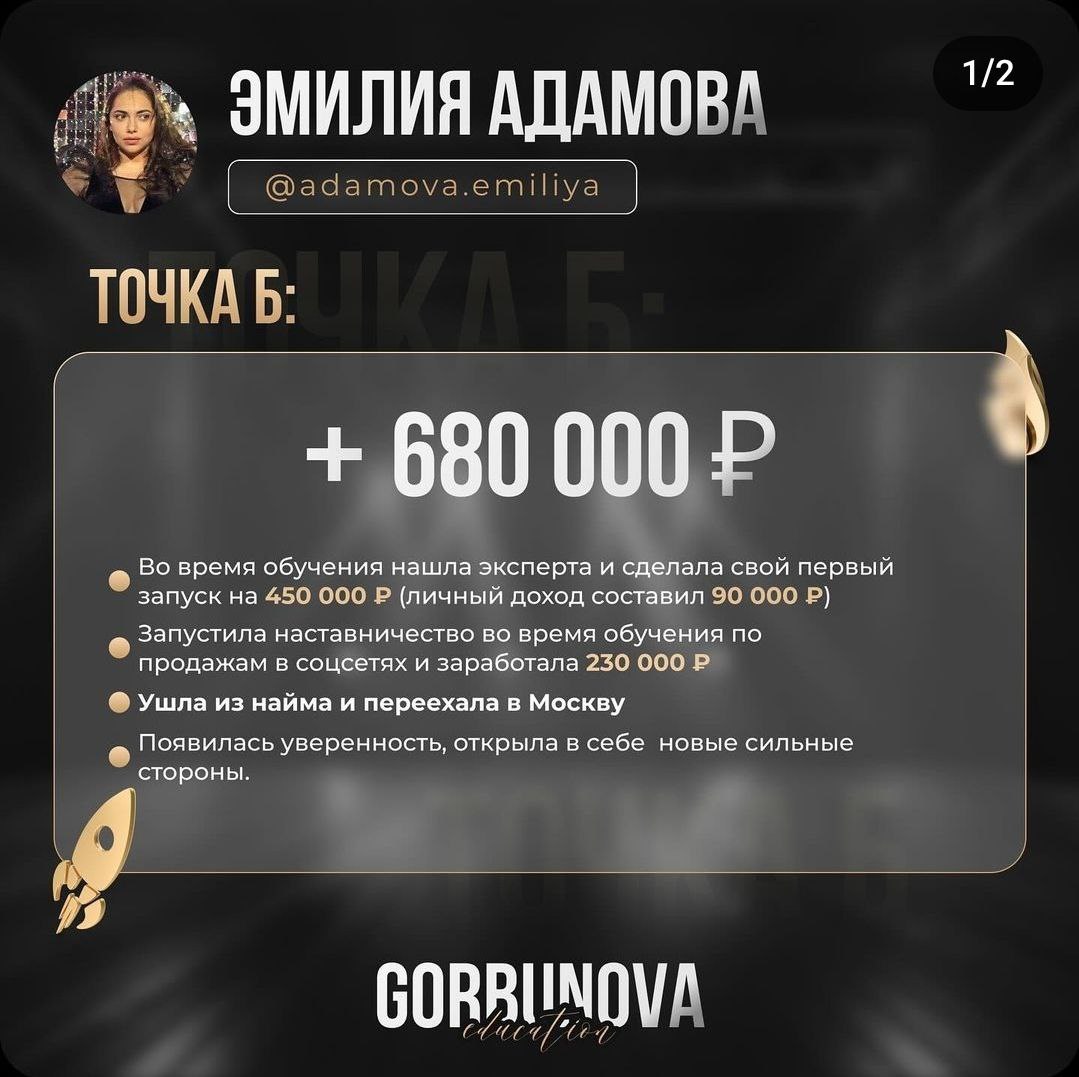 1/2
ЭМИЛИЯ АДАМОВА
@adamova.emiliya
ТОЧКА Б:
+ 680 000 ₽
Во время обучения нашла эксперта и сделала свой первый
запуск на 450 000 ₽ (личный доход составил 90 000 ₽)
Запустила наставничество во время обучения по
продажам в соцсетях и заработала 230 000 ₽
Ушла из найма и переехала в Москву
Появилась уверенность, открыла в себе новые сильные
стороны.
GORBUNOVA
education